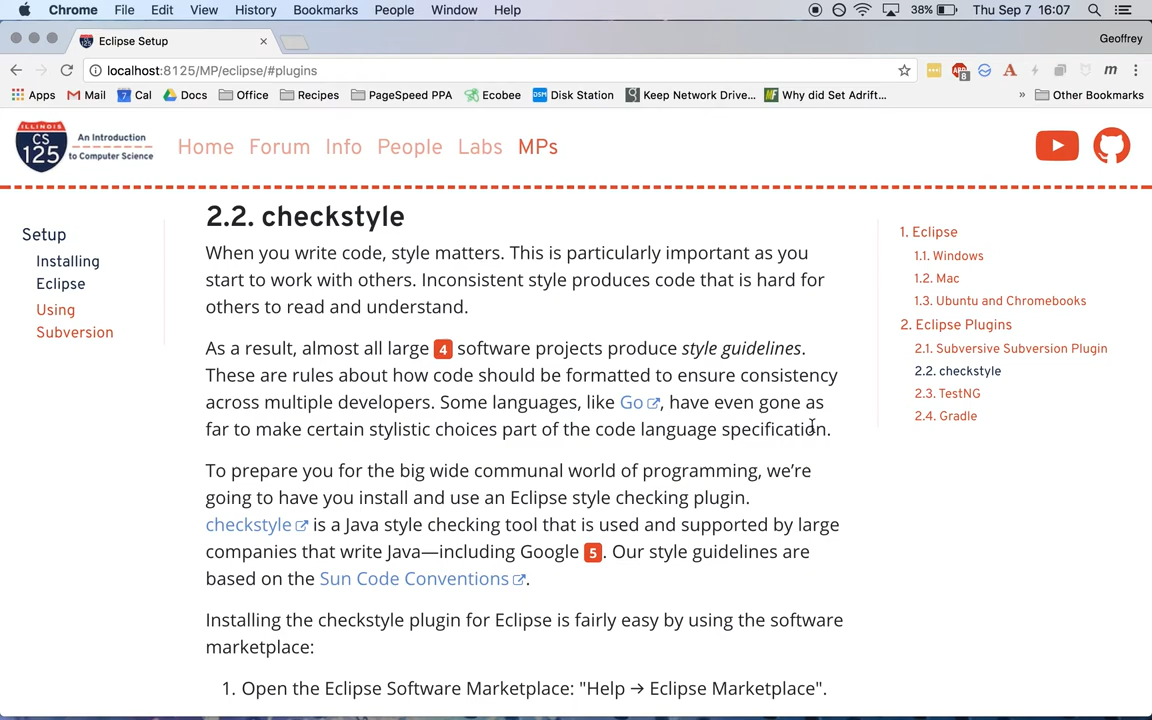 Chrome File Edit View History Bookmarks People Window Help 38% Thu Sep 7 16:07
Eclipse Setup Geoffrey
localhost:8125/MP/eclipse/#plugins ABP 8 A m
Apps Mail 7 Cal Docs Office Recipes PageSpeed PPA Ecobee DSM Disk Station Keep Network Drive... Why did Set Adrift... » Other Bookmarks
ILLINOIS
CS
125
An Introduction
to Computer Science
Home Forum Info People Labs MPs
Setup
Installing
Eclipse
Using
Subversion
2.2. checkstyle
When you write code, style matters. This is particularly important as you
start to work with others. Inconsistent style produces code that is hard for
others to read and understand.
As a result, almost all large 4 software projects produce style guidelines.
These are rules about how code should be formatted to ensure consistency
across multiple developers. Some languages, like Go, have even gone as
far to make certain stylistic choices part of the code language specification.
To prepare you for the big wide communal world of programming, we’re
going to have you install and use an Eclipse style checking plugin.
checkstyle is a Java style checking tool that is used and supported by large
companies that write Java—including Google 5. Our style guidelines are
based on the Sun Code Conventions.
Installing the checkstyle plugin for Eclipse is fairly easy by using the software
marketplace:
1. Open the Eclipse Software Marketplace: "Help → Eclipse Marketplace".
1. Eclipse
1.1. Windows
1.2. Mac
1.3. Ubuntu and Chromebooks
2. Eclipse Plugins
2.1. Subversive Subversion Plugin
2.2. checkstyle
2.3. TestNG
2.4. Gradle